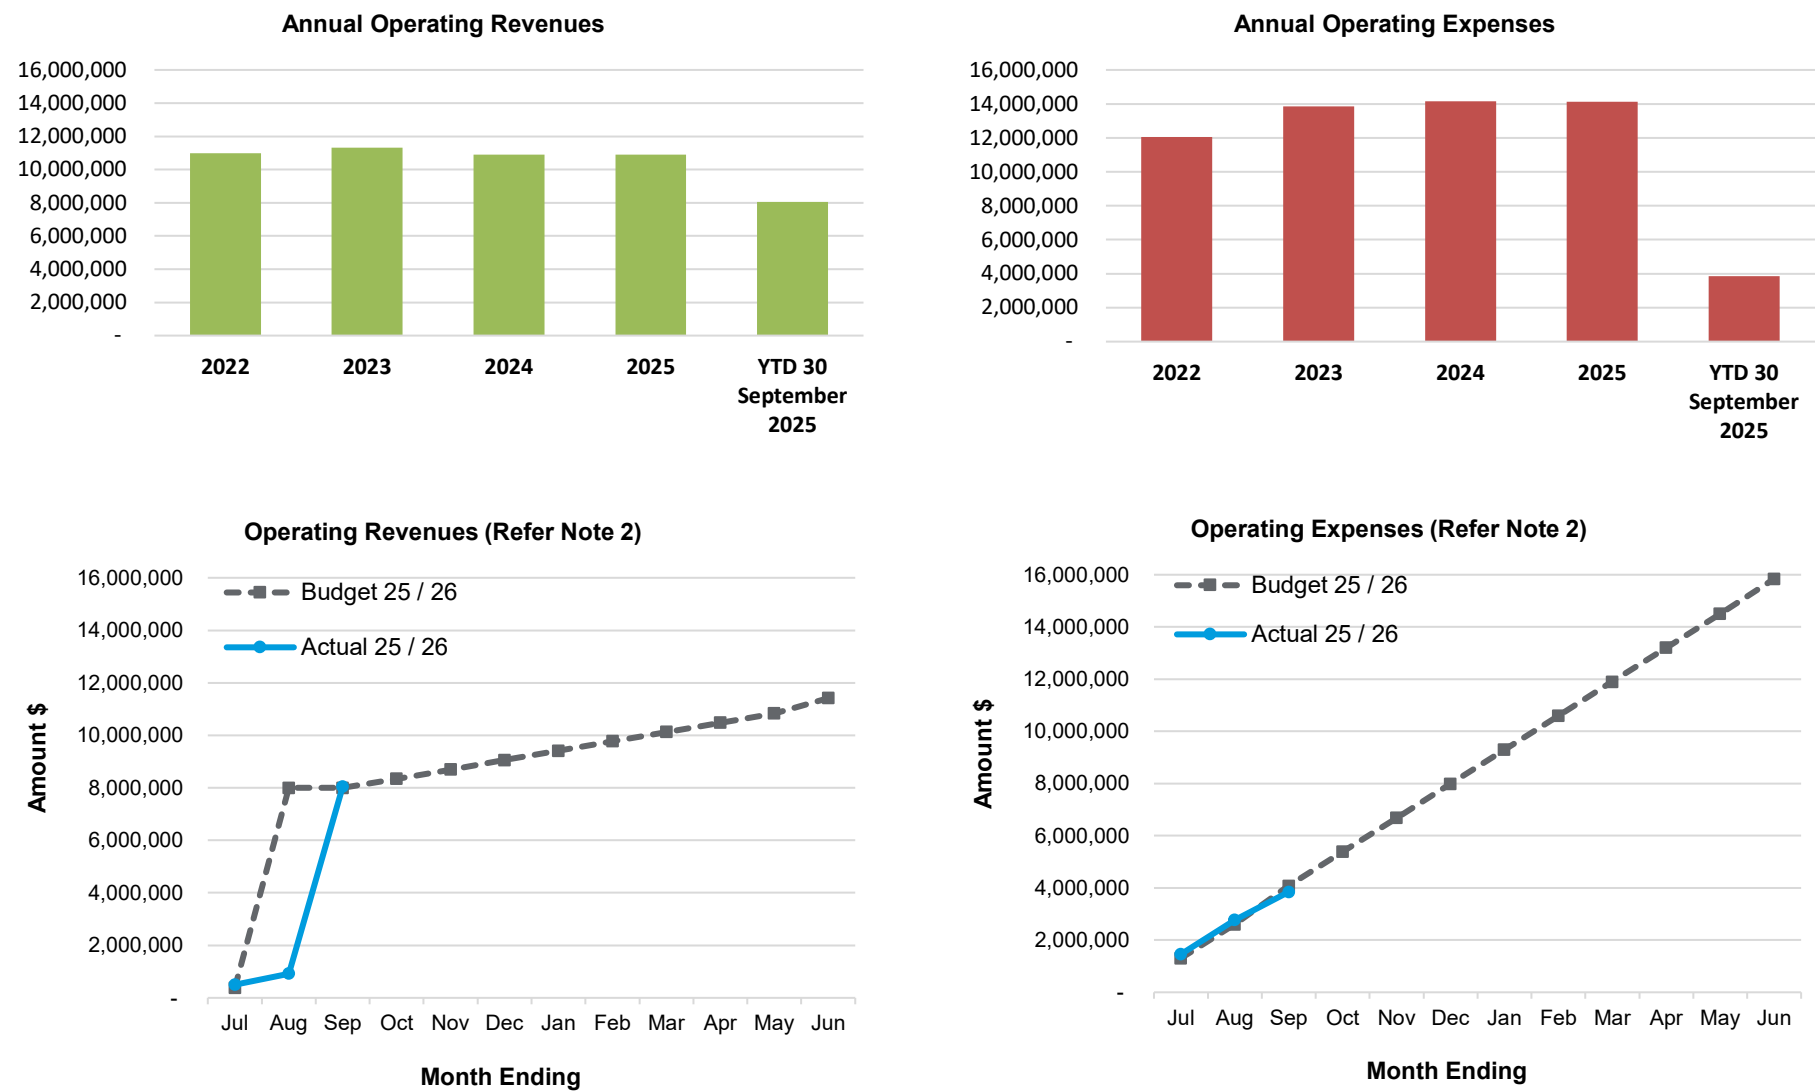 Annual Operating Revenues
16,000,000
14,000,000
12,000,000
10,000,000
8,000,000
6,000,000
4,000,000
2,000,000
-
2022 2023 2024 2025 YTD 30
September
2025
Annual Operating Expenses
16,000,000
14,000,000
12,000,000
10,000,000
8,000,000
6,000,000
4,000,000
2,000,000
-
2022 2023 2024 2025 YTD 30
September
2025
Operating Revenues (Refer Note 2)
Budget 25 / 26
Actual 25 / 26
Amount $
16,000,000
14,000,000
12,000,000
10,000,000
8,000,000
6,000,000
4,000,000
2,000,000
-
Jul Aug Sep Oct Nov Dec Jan Feb Mar Apr May Jun
Month Ending
Operating Expenses (Refer Note 2)
Budget 25 / 26
Actual 25 / 26
Amount $
16,000,000
14,000,000
12,000,000
10,000,000
8,000,000
6,000,000
4,000,000
2,000,000
-
Jul Aug Sep Oct Nov Dec Jan Feb Mar Apr May Jun
Month Ending